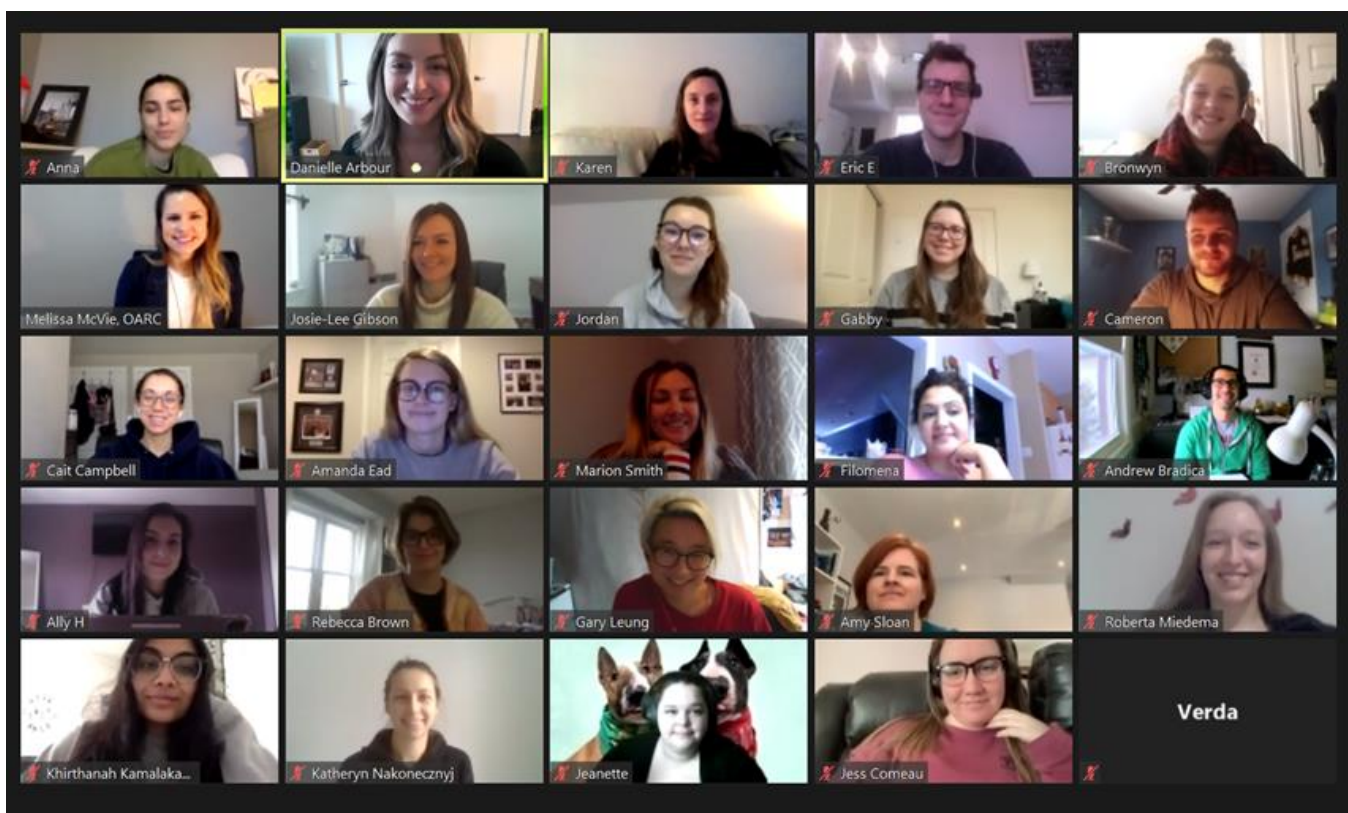 Anna
Danielle Arbour
Karen
Eric E
Bronwyn
Melissa McVie, OARC
Josie-Lee Gibson
Jordan
Gabby
Cameron
Cait Campbell
Amanda Ead
Marion Smith
Filomena
Andrew Bradica
Ally H
Rebecca Brown
Gary Leung
Amy Sloan
Roberta Miedema
Khirthanah Kamalaka...
Katheryn Nakonecznyj
Jeanette
Jess Comeau
Verda